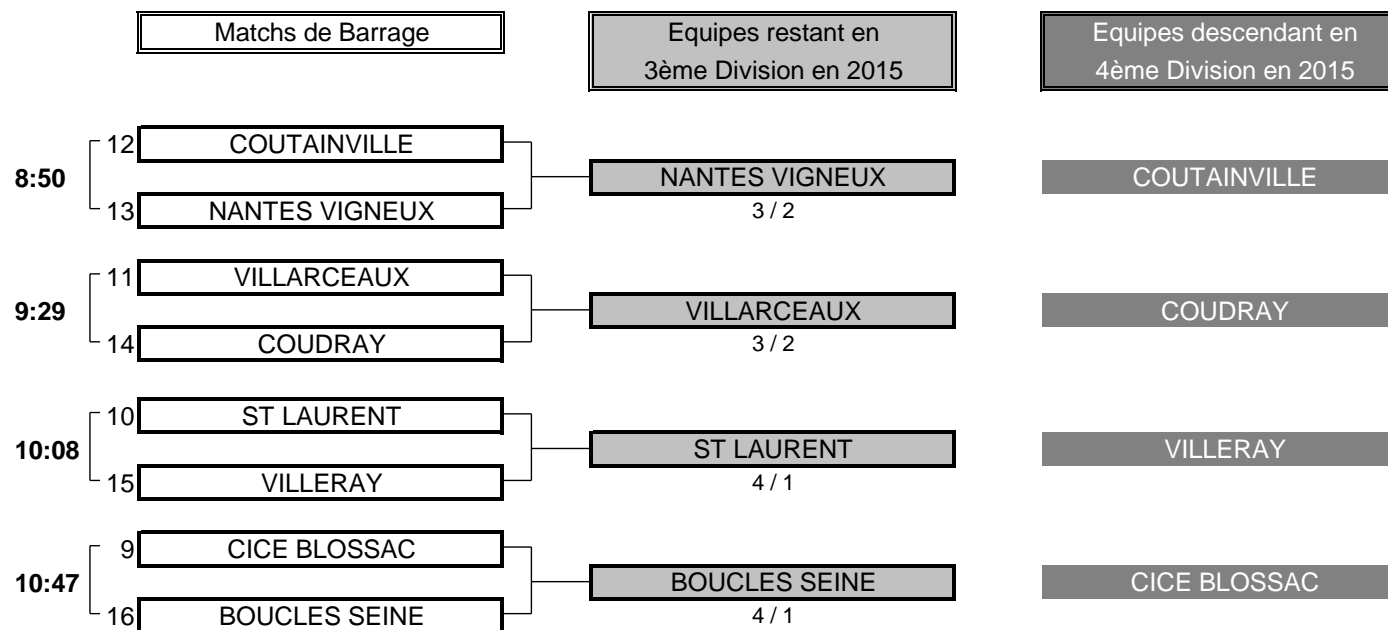 Matchs de Barrage
Equipes restant en
3ème Division en 2015
Equipes descendant en
4ème Division en 2015
8:50
12 COUTAINVILLE
13 NANTES VIGNEUX
NANTES VIGNEUX
3 / 2
COUTAINVILLE
9:29
11 VILLARCEAUX
14 COUDRAY
VILLARCEAUX
3 / 2
COUDRAY
10:08
10 ST LAURENT
15 VILLERAY
ST LAURENT
4 / 1
VILLERAY
10:47
9 CICE BLOSSAC
16 BOUCLES SEINE
BOUCLES SEINE
4 / 1
CICE BLOSSAC